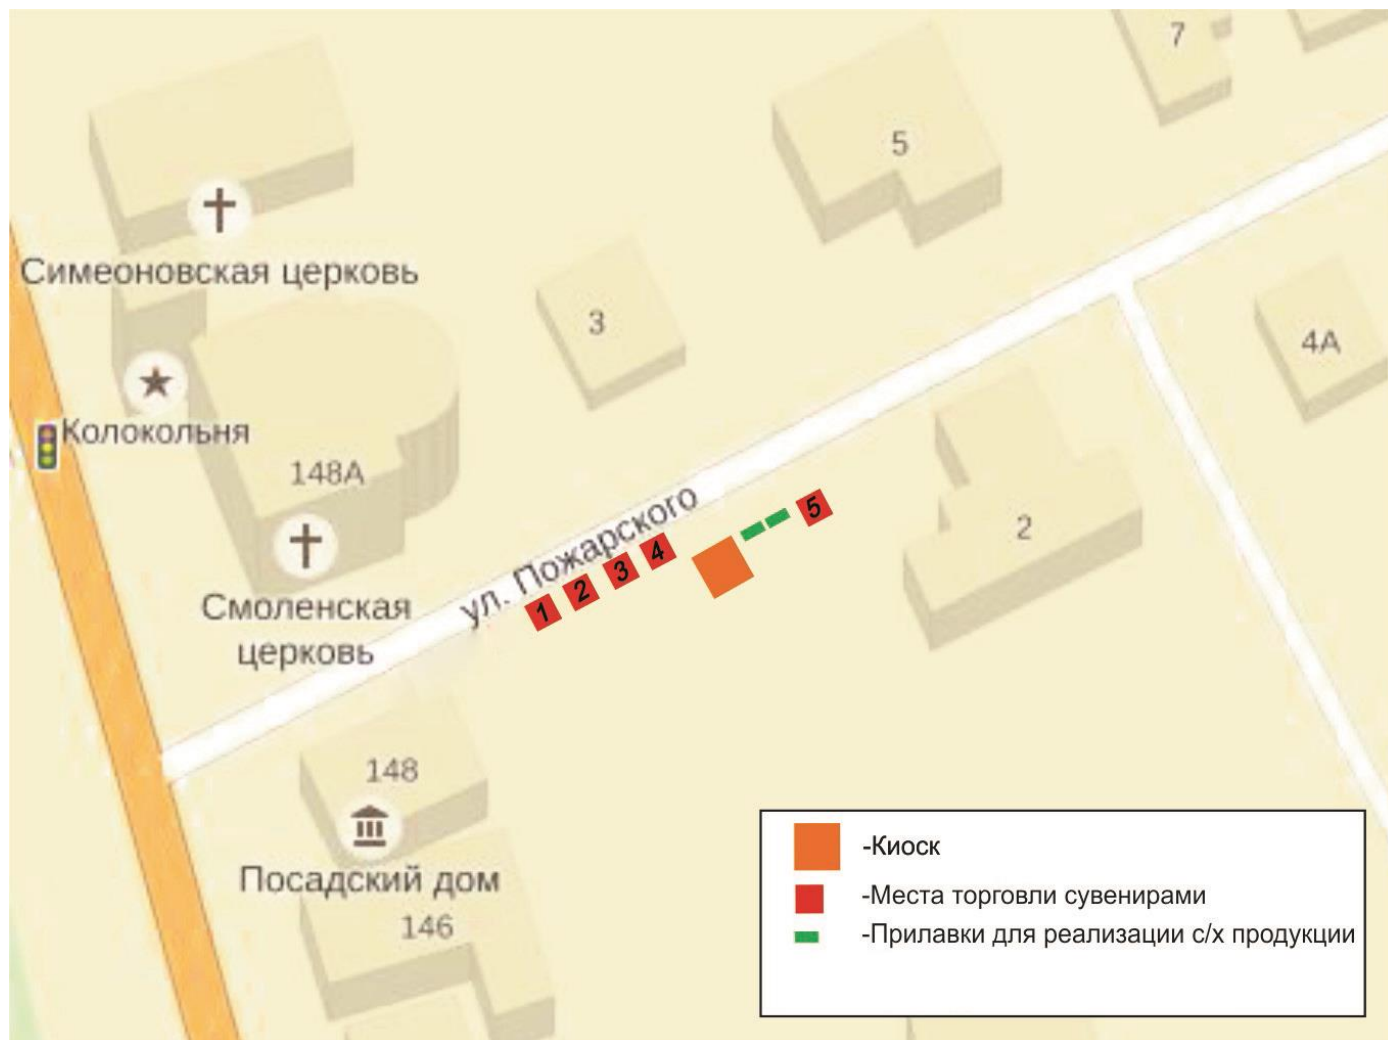 7
5
Симеоновская церковь
3
4А
Колокольня
148А
ул. Пожарского
1
2
3
4
5
2
Смоленская
церковь
148
Посадский дом
146
-Киоск
-Места торговли сувенирами
-Прилавки для реализации с/х продукции